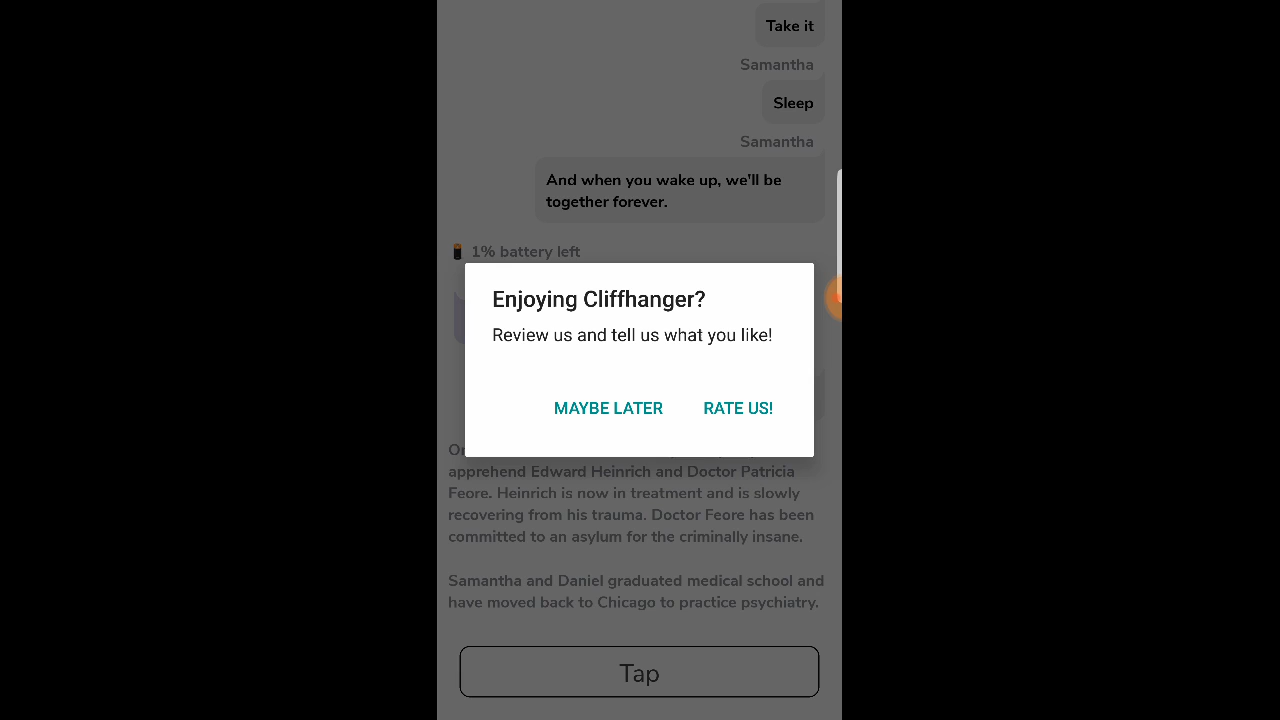 Take it
Samantha
Sleep
Samantha
And when you wake up, we'll be
together forever.
1% battery left
Enjoying Cliffhanger?
Review us and tell us what you like!
MAYBE LATER RATE US!
apprehend Edward Heinrich and Doctor Patricia
Feore. Heinrich is now in treatment and is slowly
recovering from his trauma. Doctor Feore has been
committed to an asylum for the criminally insane.
Samantha and Daniel graduated medical school and
have moved back to Chicago to practice psychiatry.
Tap